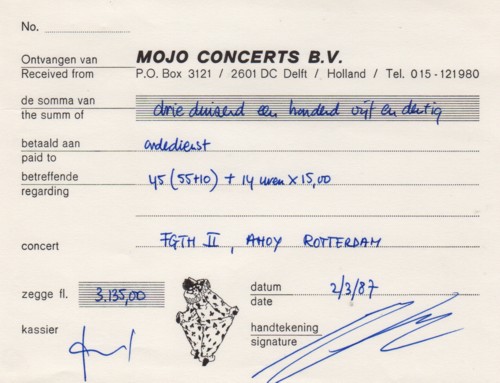 No.
Ontvangen van MOJO CONCERTS B.V.
Received from P.O. Box 3121 / 2601 DC Delft / Holland / Tel. 015 - 121980
de somma van
the summ of drie duizend een honderd vijf en dertig
betaald aan ordedienst
paid to
betreffende 45 (55+10) + 14 uren × 15,00
regarding
concert FGTH II, AHOY ROTTERDAM
zegge fl. 3.135,00
datum 2/3/87
date
kassier
handtekening
signature